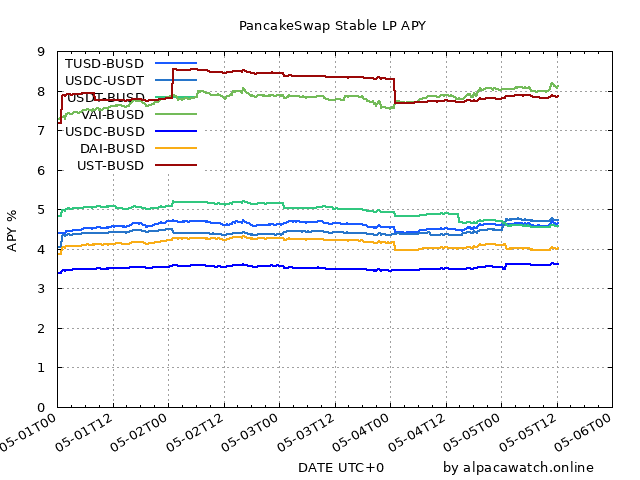 PancakeSwap Stable LP APY
9
8
7
6
5
4
3
2
1
0
APY %
TUSD-BUSD
USDC-USDT
USDT-BUSD
VAI-BUSD
USDC-BUSD
DAI-BUSD
UST-BUSD
05-01T00
05-01T12
05-02T00
05-02T12
05-03T00
05-03T12
05-04T00
05-04T12
05-05T00
05-05T12
05-06T00
DATE UTC+0
by alpacawatch.online